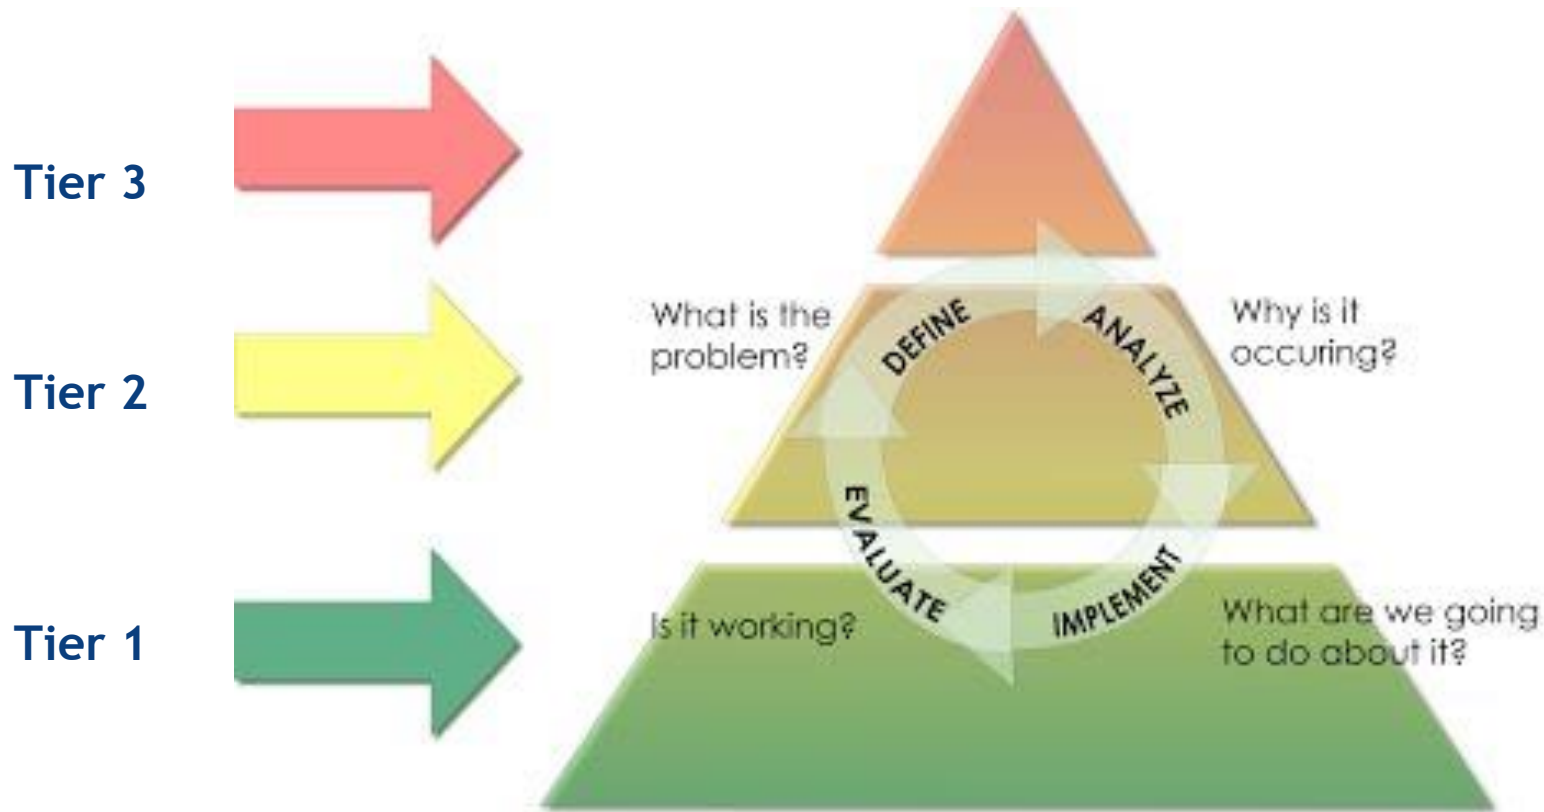 Tier 3
Tier 2
Tier 1
What is the
problem?
DEFINE
ANALYZE
Why is it
occuring?
Is it working?
EVALUATE
IMPLEMENT
What are we going
to do about it?